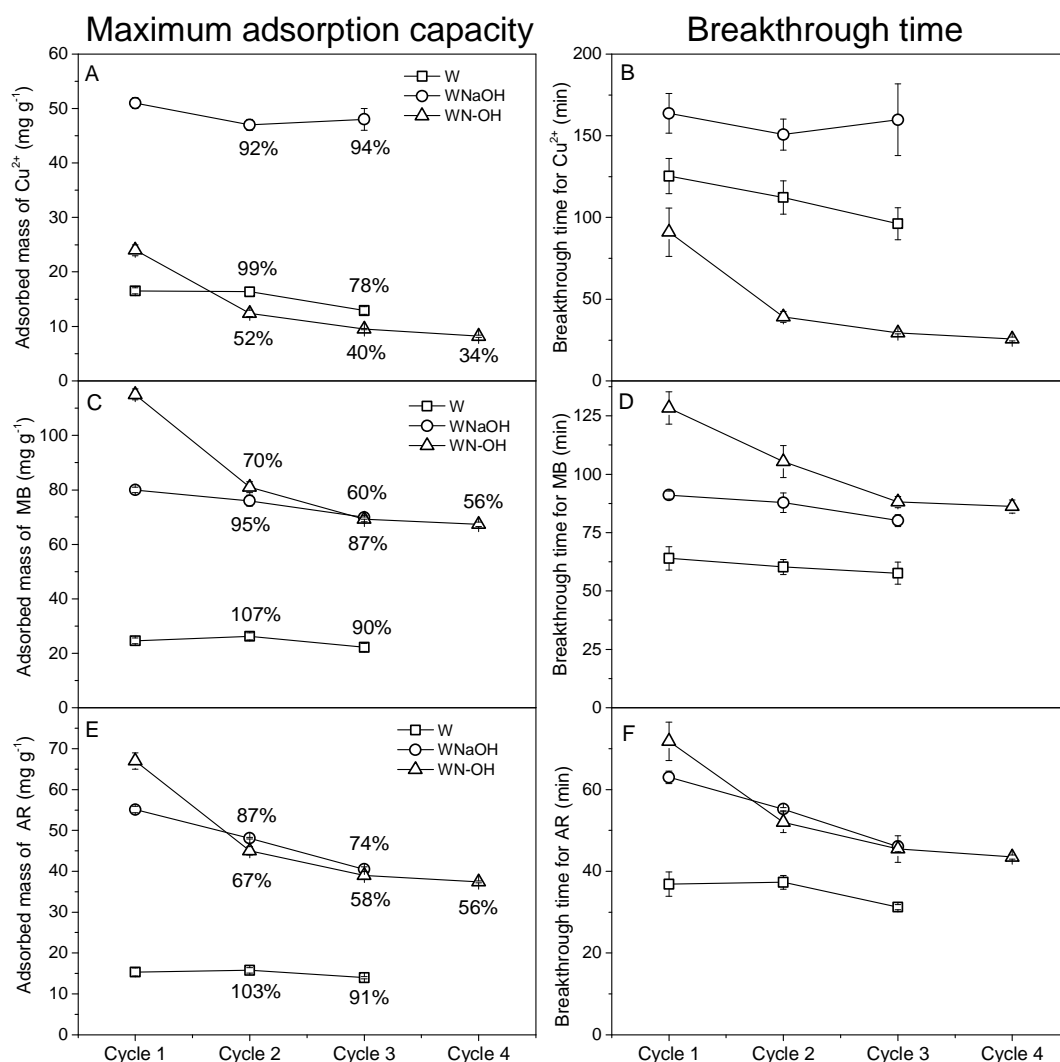 Maximum adsorption capacity
Breakthrough time
A
W
WNaOH
WN-OH
60
50
40
30
20
10
0
Adsorbed mass of Cu²⁺ (mg g⁻¹)
92%
94%
99%
78%
52%
40%
34%
B
200
150
100
50
0
Breakthrough time for Cu²⁺ (min)
C
W
WNaOH
WN-OH
100
80
60
40
20
0
Adsorbed mass of MB (mg g⁻¹)
70%
60%
56%
95%
87%
107%
90%
D
125
100
75
50
25
0
Breakthrough time for MB (min)
E
W
WNaOH
WN-OH
70
60
50
40
30
20
10
0
Adsorbed mass of AR (mg g⁻¹)
87%
74%
67%
58%
56%
103%
91%
Cycle 1
Cycle 2
Cycle 3
Cycle 4
F
60
40
20
0
Breakthrough time for AR (min)
Cycle 1
Cycle 2
Cycle 3
Cycle 4